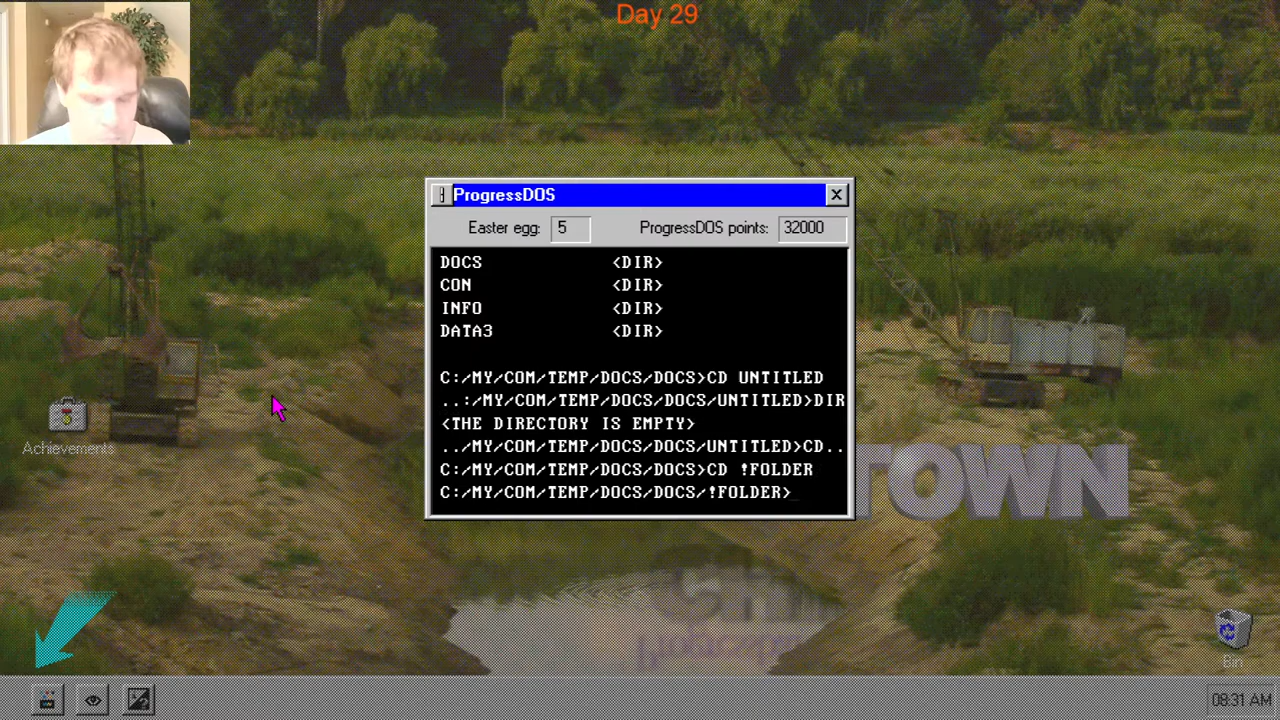 Day 29
ProgressDOS
Easter egg: 5 ProgressDOS points: 32000
DOCS <DIR>
CON <DIR>
INFO <DIR>
DATA3 <DIR>
C:/MY/COM/TEMP/DOCS/DOCS>CD UNTITLED
..:/MY/COM/TEMP/DOCS/DOCS/UNTITLED>DIR
<THE DIRECTORY IS EMPTY>
../MY/COM/TEMP/DOCS/DOCS/UNTITLED>CD..
C:/MY/COM/TEMP/DOCS/DOCS>CD !FOLDER
C:/MY/COM/TEMP/DOCS/DOCS/!FOLDER>_
Achievements
TOWN
Bin
08:31 AM